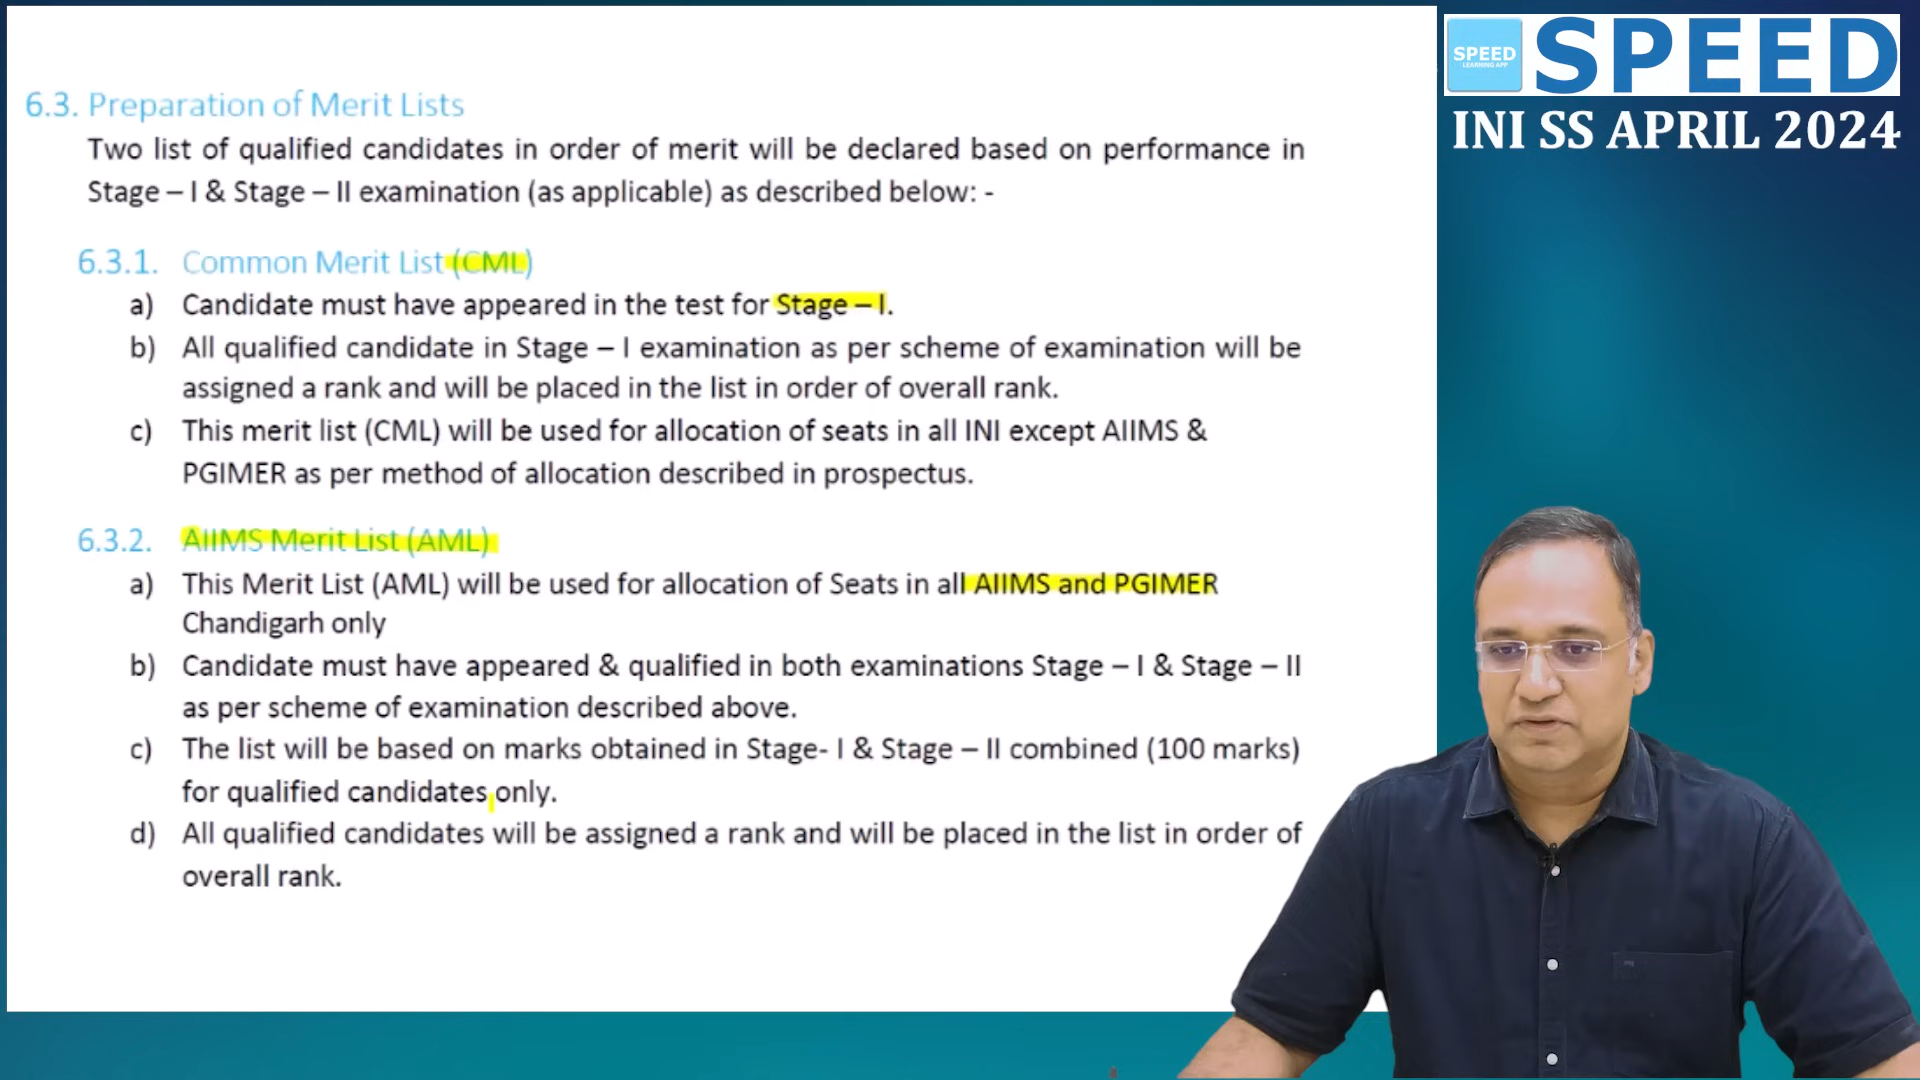 6.3. Preparation of Merit Lists
Two list of qualified candidates in order of merit will be declared based on performance in
Stage – I & Stage – II examination (as applicable) as described below: -
6.3.1. Common Merit List (CML)
a) Candidate must have appeared in the test for Stage – I.
b) All qualified candidate in Stage – I examination as per scheme of examination will be
assigned a rank and will be placed in the list in order of overall rank.
c) This merit list (CML) will be used for allocation of seats in all INI except AIIMS &
PGIMER as per method of allocation described in prospectus.
6.3.2. AIIMS Merit List (AML)
a) This Merit List (AML) will be used for allocation of Seats in all AIIMS and PGIMER
Chandigarh only
b) Candidate must have appeared & qualified in both examinations Stage – I & Stage – II
as per scheme of examination described above.
c) The list will be based on marks obtained in Stage- I & Stage – II combined (100 marks)
for qualified candidates only.
d) All qualified candidates will be assigned a rank and will be placed in the list in order of
overall rank.
SPEED
LEARNING APP
SPEED
INI SS APRIL 2024